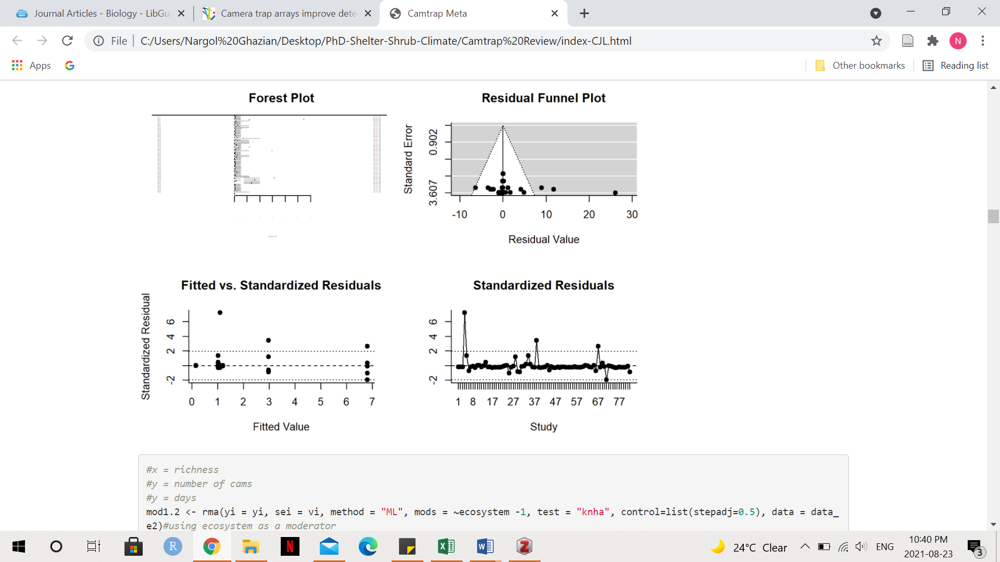 Journal Articles - Biology - LibGu
Camera trap arrays improve dete
Camtrap Meta
File
C:/Users/Nargol%20Ghazian/Desktop/PhD-Shelter-Shrub-Climate/Camtrap%20Review/index-CJL.html
N
Apps
Other bookmarks
Reading list
Forest Plot
Residual Funnel Plot
Standard Error
0.902
3.607
-10 0 10 20 30
Residual Value
Fitted vs. Standardized Residuals
Standardized Residual
6
4
2
-2
0 1 2 3 4 5 6 7
Fitted Value
Standardized Residuals
6
4
2
-2
1 8 17 27 37 47 57 67 77
Study
#x = richness
#y = number of cams
#y = days
mod1.2 <- rma(yi = yi, sei = vi, method = "ML", mods = ~ecosystem -1, test = "knha", control=list(stepadj=0.5), data = data_
e2)#using ecosystem as a moderator
R
N
X
W
Z
24°C Clear
ENG
10:40 PM
2021-08-23
3